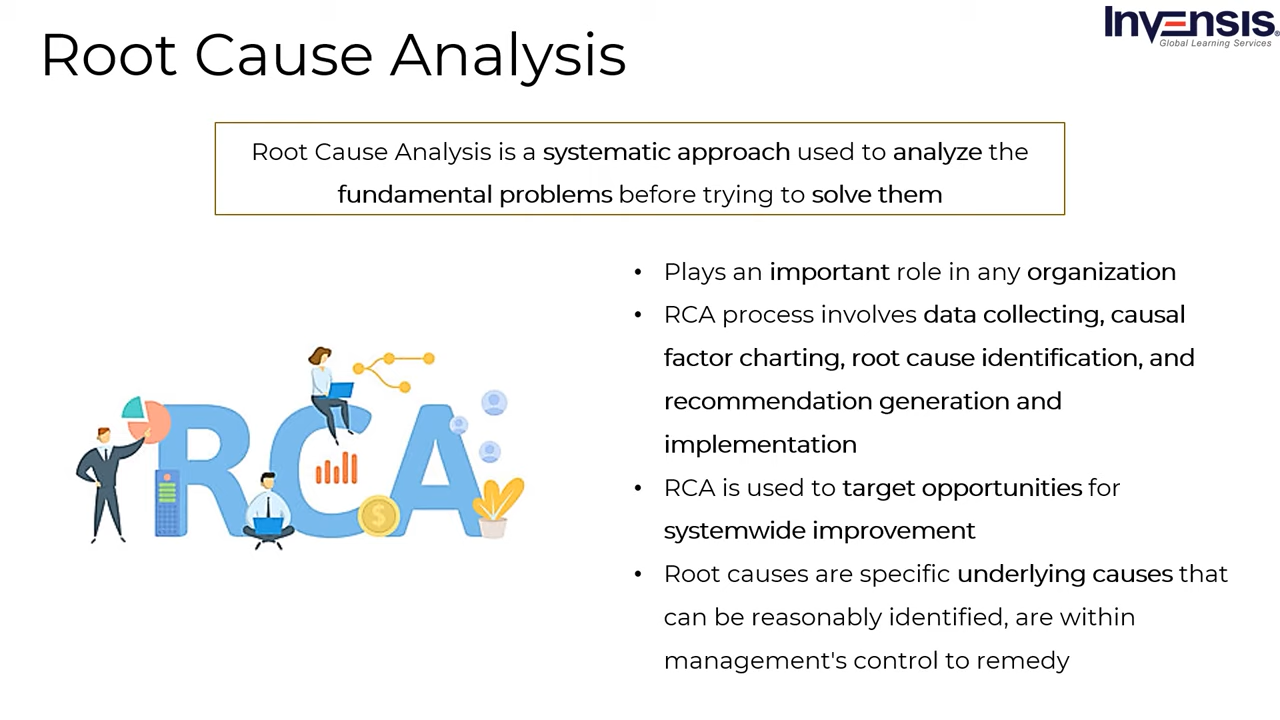 Invensis®
Global Learning Services
Root Cause Analysis
Root Cause Analysis is a systematic approach used to analyze the
fundamental problems before trying to solve them
• Plays an important role in any organization
• RCA process involves data collecting, causal
factor charting, root cause identification, and
recommendation generation and
implementation
• RCA is used to target opportunities for
systemwide improvement
• Root causes are specific underlying causes that
can be reasonably identified, are within
management's control to remedy
RCA
$